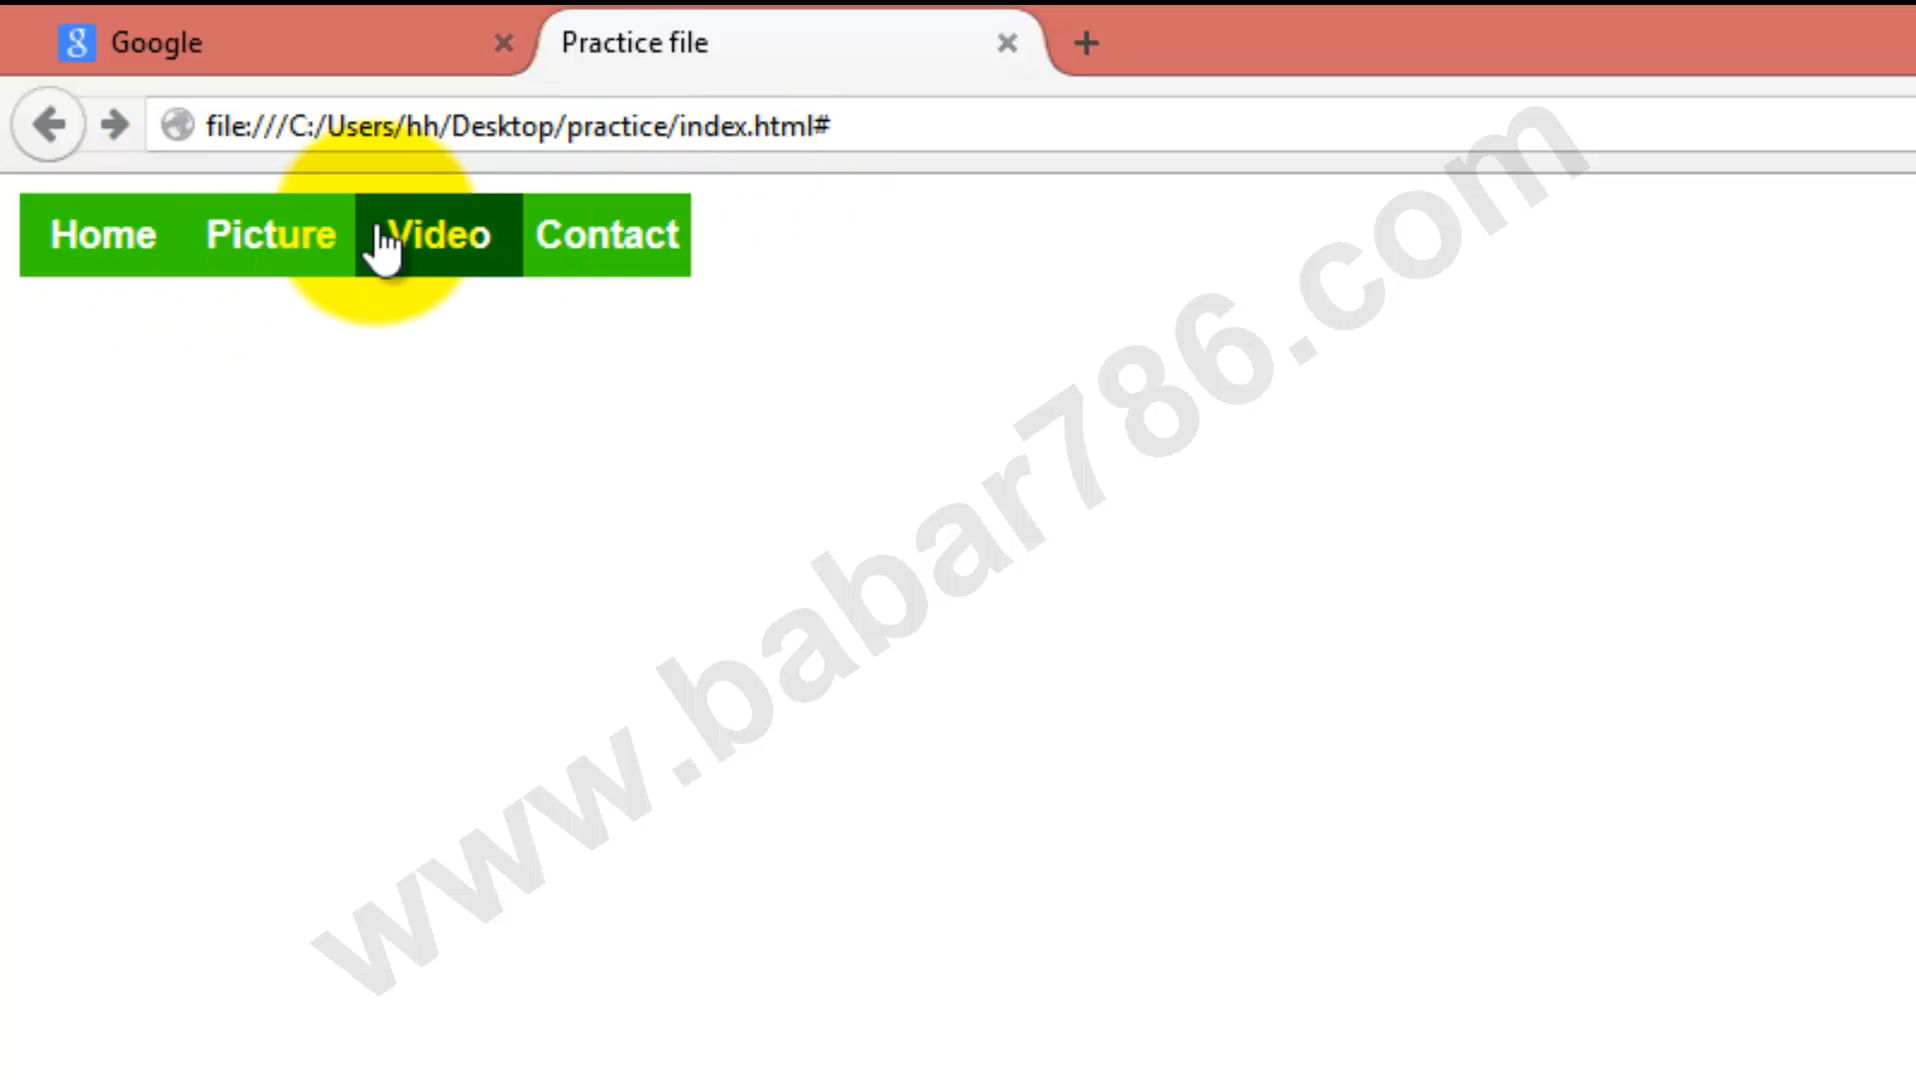 Google
Practice file
file:///C:/Users/hh/Desktop/practice/index.html#
Home Picture Video Contact
www.babar786.com